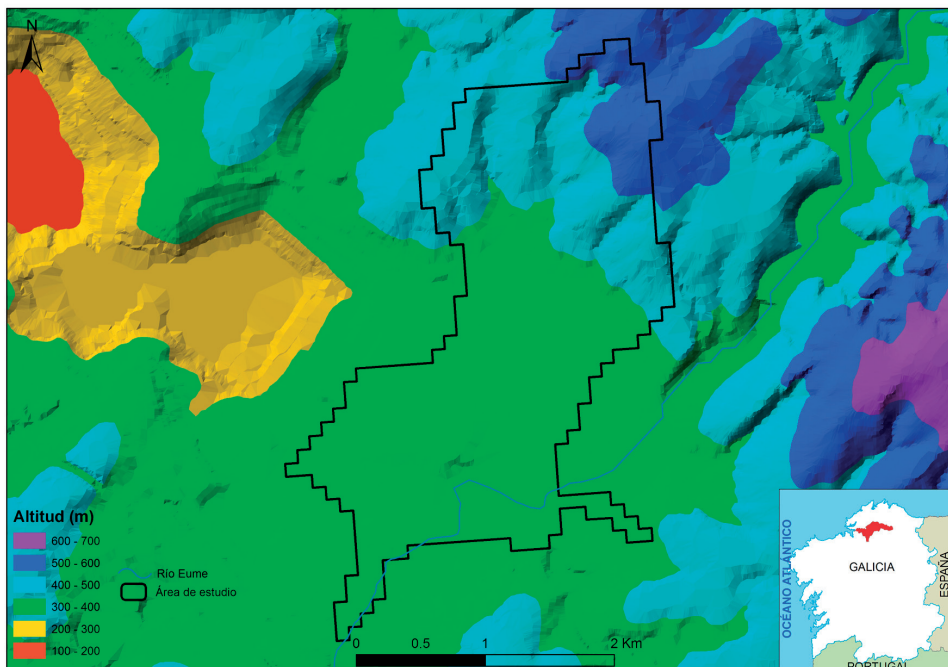 N
Altitud (m)
600 - 700
500 - 600
400 - 500
300 - 400
200 - 300
100 - 200
Río Eume
Área de estudio
0 0.5 1 2 Km
OCÉANO ATLÁNTICO
GALICIA
ESPAÑA
PORTUGAL